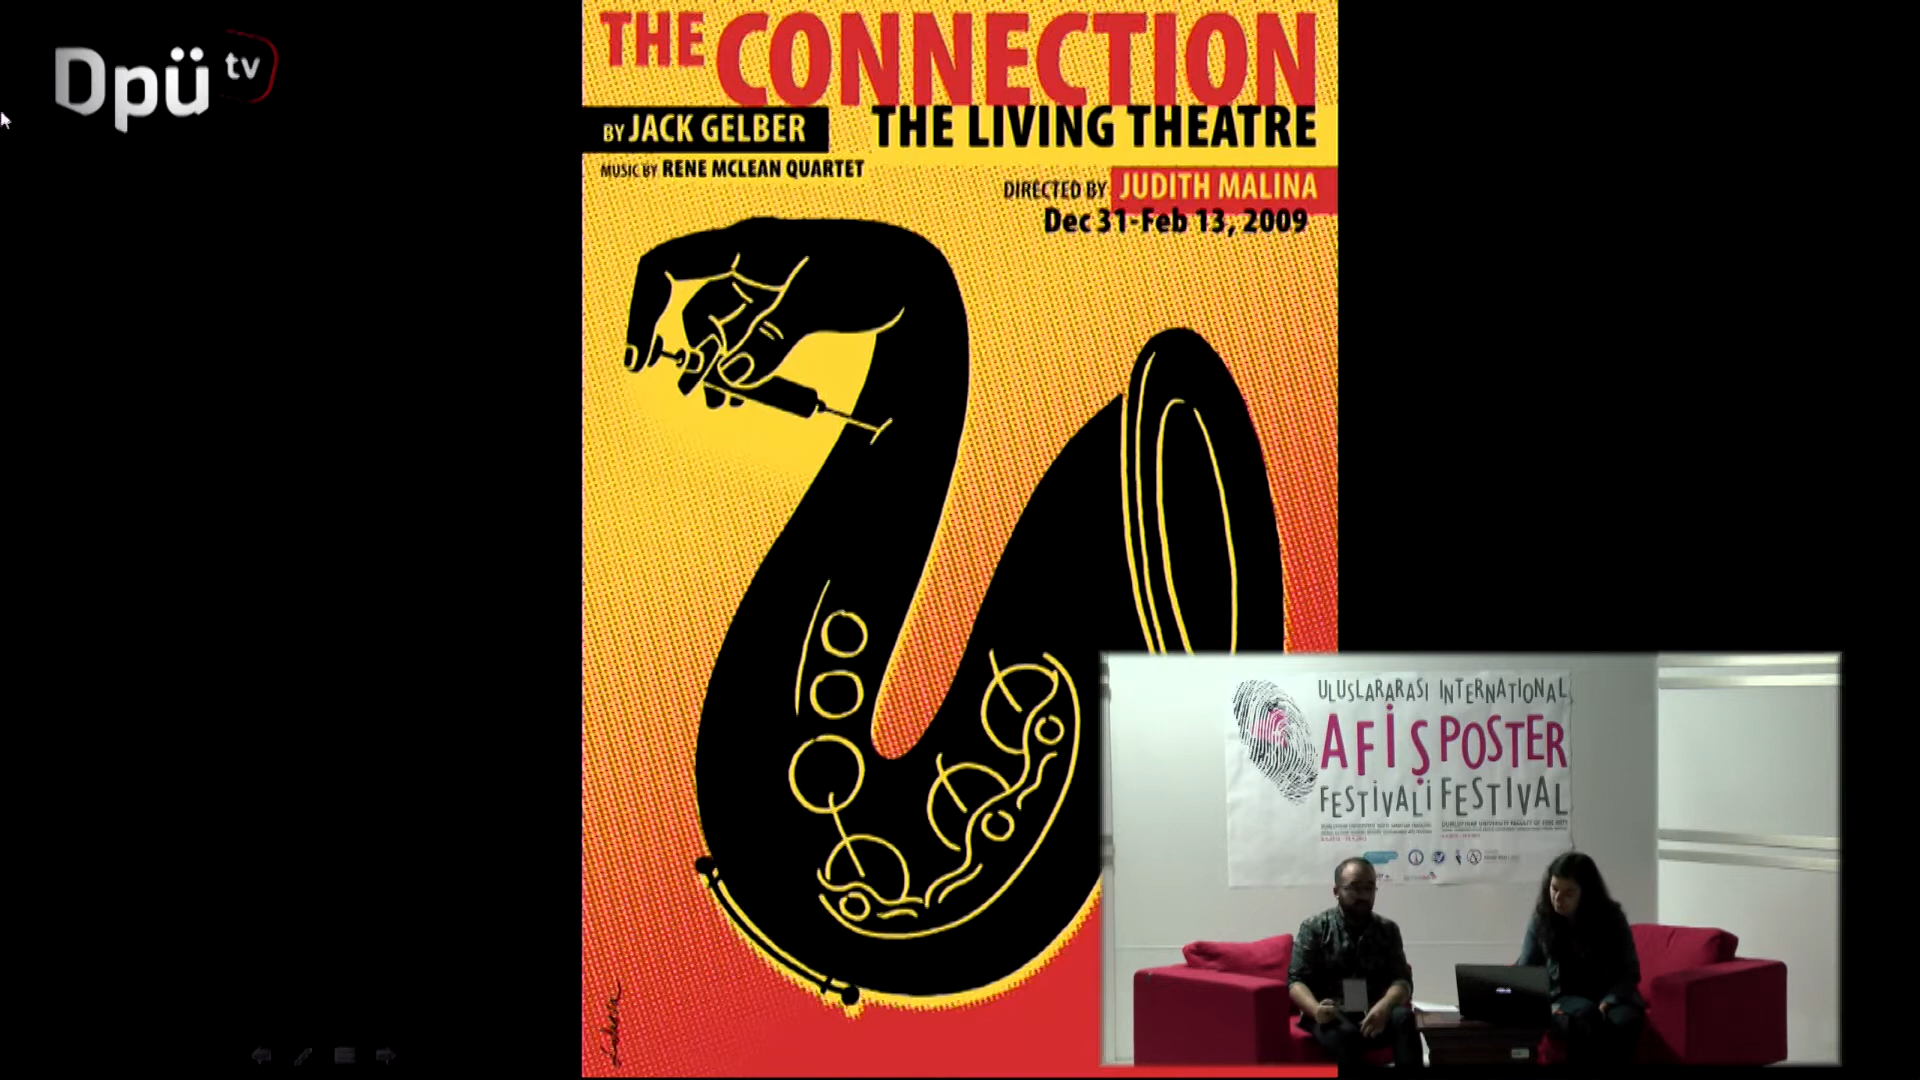 Dpü tv
THE CONNECTION
BY JACK GELBER
THE LIVING THEATRE
MUSIC BY RENE MCLEAN QUARTET
DIRECTED BY JUDITH MALINA
Dec 31-Feb 13, 2009
ULUSLARARASI INTERNATIONAL
AFİŞ POSTER
FESTİVALİ FESTIVAL